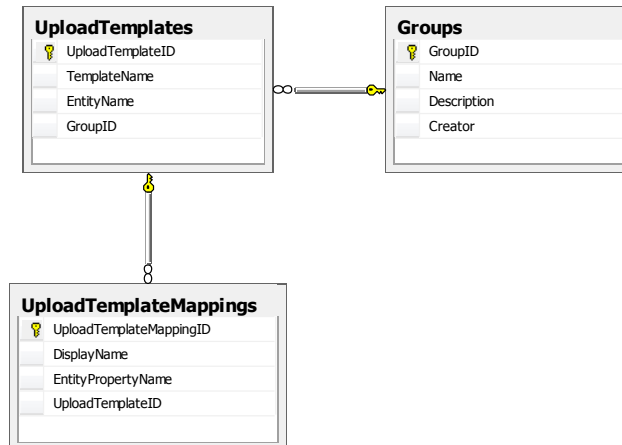 UploadTemplates
UploadTemplateID
TemplateName
EntityName
GroupID
Groups
GroupID
Name
Description
Creator
UploadTemplateMappings
UploadTemplateMappingID
DisplayName
EntityPropertyName
UploadTemplateID